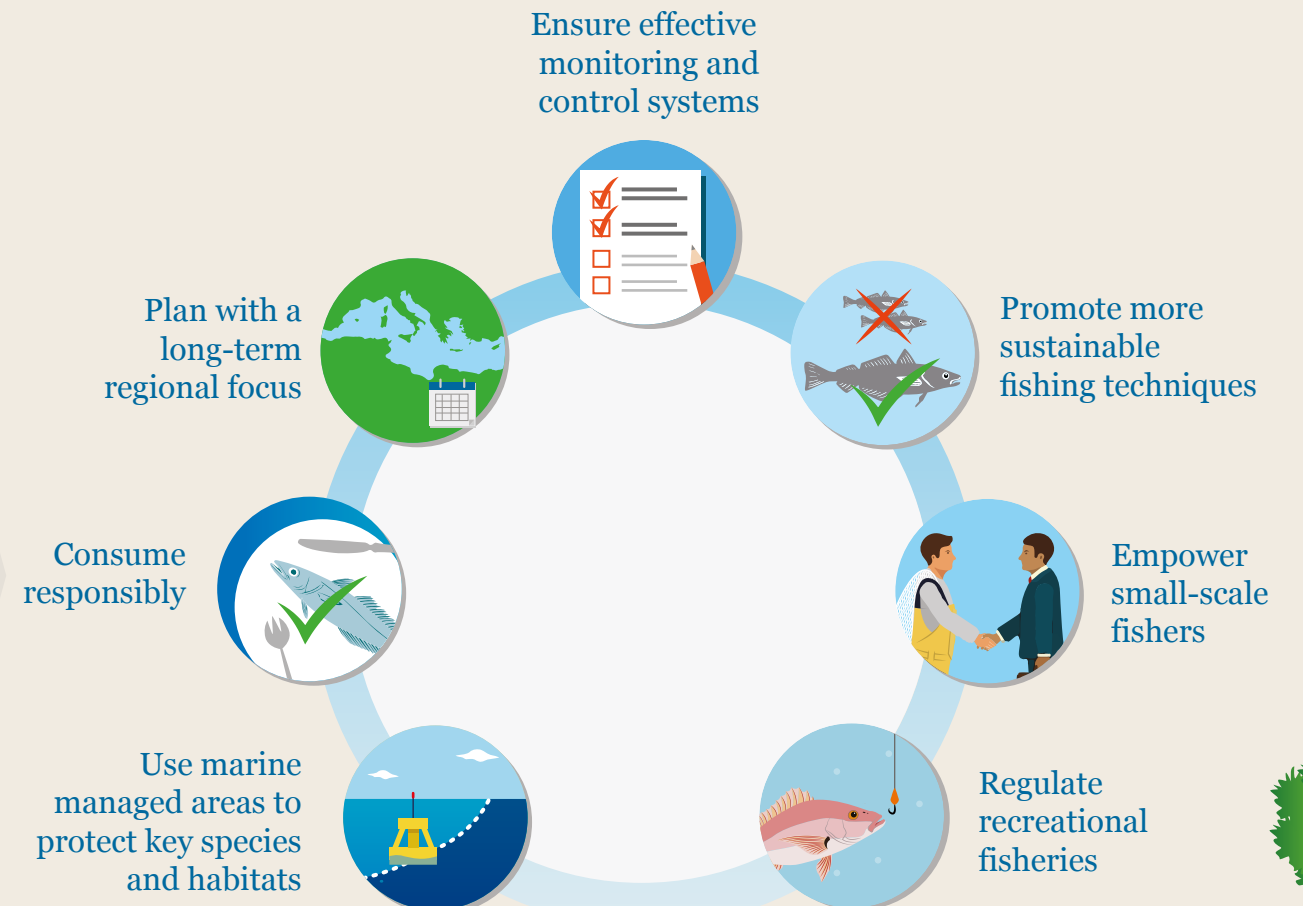 Ensure effective
monitoring and
control systems
Promote more
sustainable
fishing techniques
Empower
small-scale
fishers
Regulate
recreational
fisheries
Use marine
managed areas to
protect key species
and habitats
Consume
responsibly
Plan with a
long-term
regional focus